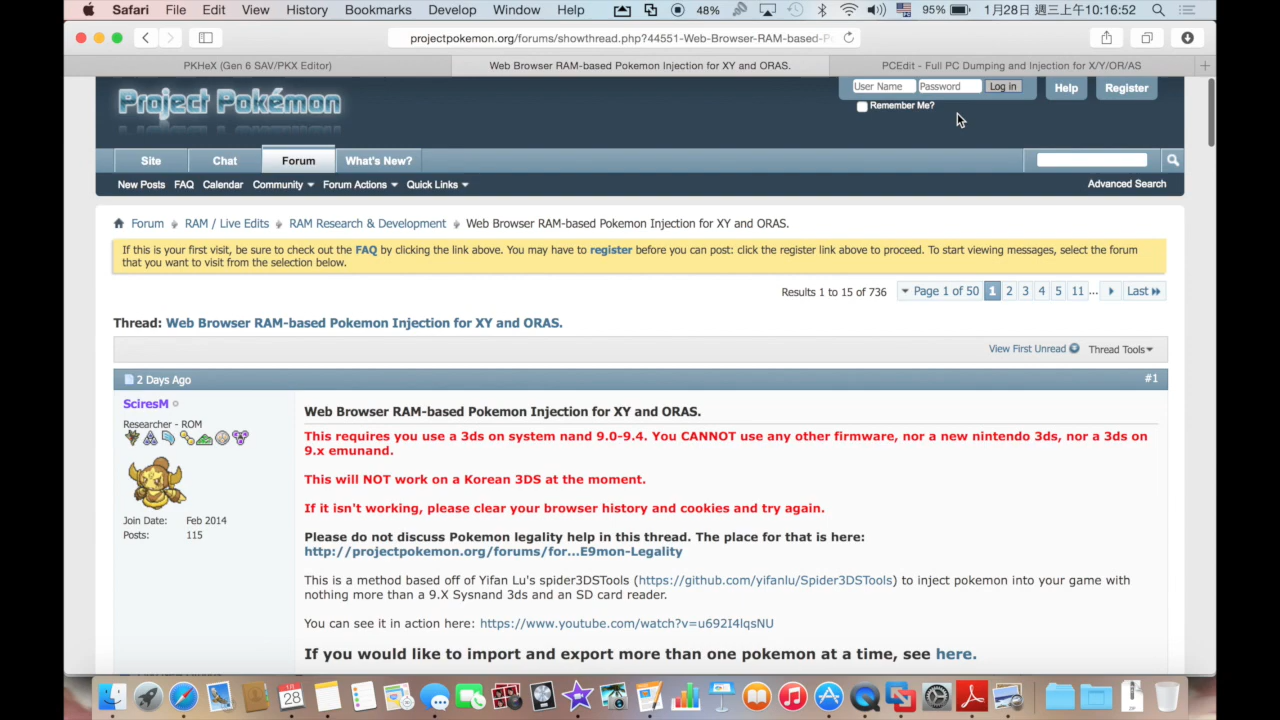 Safari File Edit View History Bookmarks Develop Window Help 48% 95% 1月28日 週三上午10:16:52
projectpokemon.org/forums/showthread.php?44551-Web-Browser-RAM-based-P
PKHeX (Gen 6 SAV/PKX Editor) Web Browser RAM-based Pokemon Injection for XY and ORAS. PCEdit - Full PC Dumping and Injection for X/Y/OR/AS
Project Pokémon
User Name Password Log in Help Register
Remember Me?
Site Chat Forum What's New?
New Posts FAQ Calendar Community Forum Actions Quick Links Advanced Search
Forum RAM / Live Edits RAM Research & Development Web Browser RAM-based Pokemon Injection for XY and ORAS.
If this is your first visit, be sure to check out the FAQ by clicking the link above. You may have to register before you can post: click the register link above to proceed. To start viewing messages, select the forum
that you want to visit from the selection below.
Results 1 to 15 of 736 Page 1 of 50 1 2 3 4 5 11 ... Last
Thread: Web Browser RAM-based Pokemon Injection for XY and ORAS.
View First Unread Thread Tools
2 Days Ago #1
SciresM
Researcher - ROM
Join Date: Feb 2014
Posts: 115
Web Browser RAM-based Pokemon Injection for XY and ORAS.
This requires you use a 3ds on system nand 9.0-9.4. You CANNOT use any other firmware, nor a new nintendo 3ds, nor a 3ds on
9.x emunand.
This will NOT work on a Korean 3DS at the moment.
If it isn't working, please clear your browser history and cookies and try again.
Please do not discuss Pokemon legality help in this thread. The place for that is here:
http://projectpokemon.org/forums/for...E9mon-Legality
This is a method based off of Yifan Lu's spider3DSTools (https://github.com/yifanlu/Spider3DSTools) to inject pokemon into your game with
nothing more than a 9.X Sysnand 3ds and an SD card reader.
You can see it in action here: https://www.youtube.com/watch?v=u692I4lqsNU
If you would like to import and export more than one pokemon at a time, see here.
28